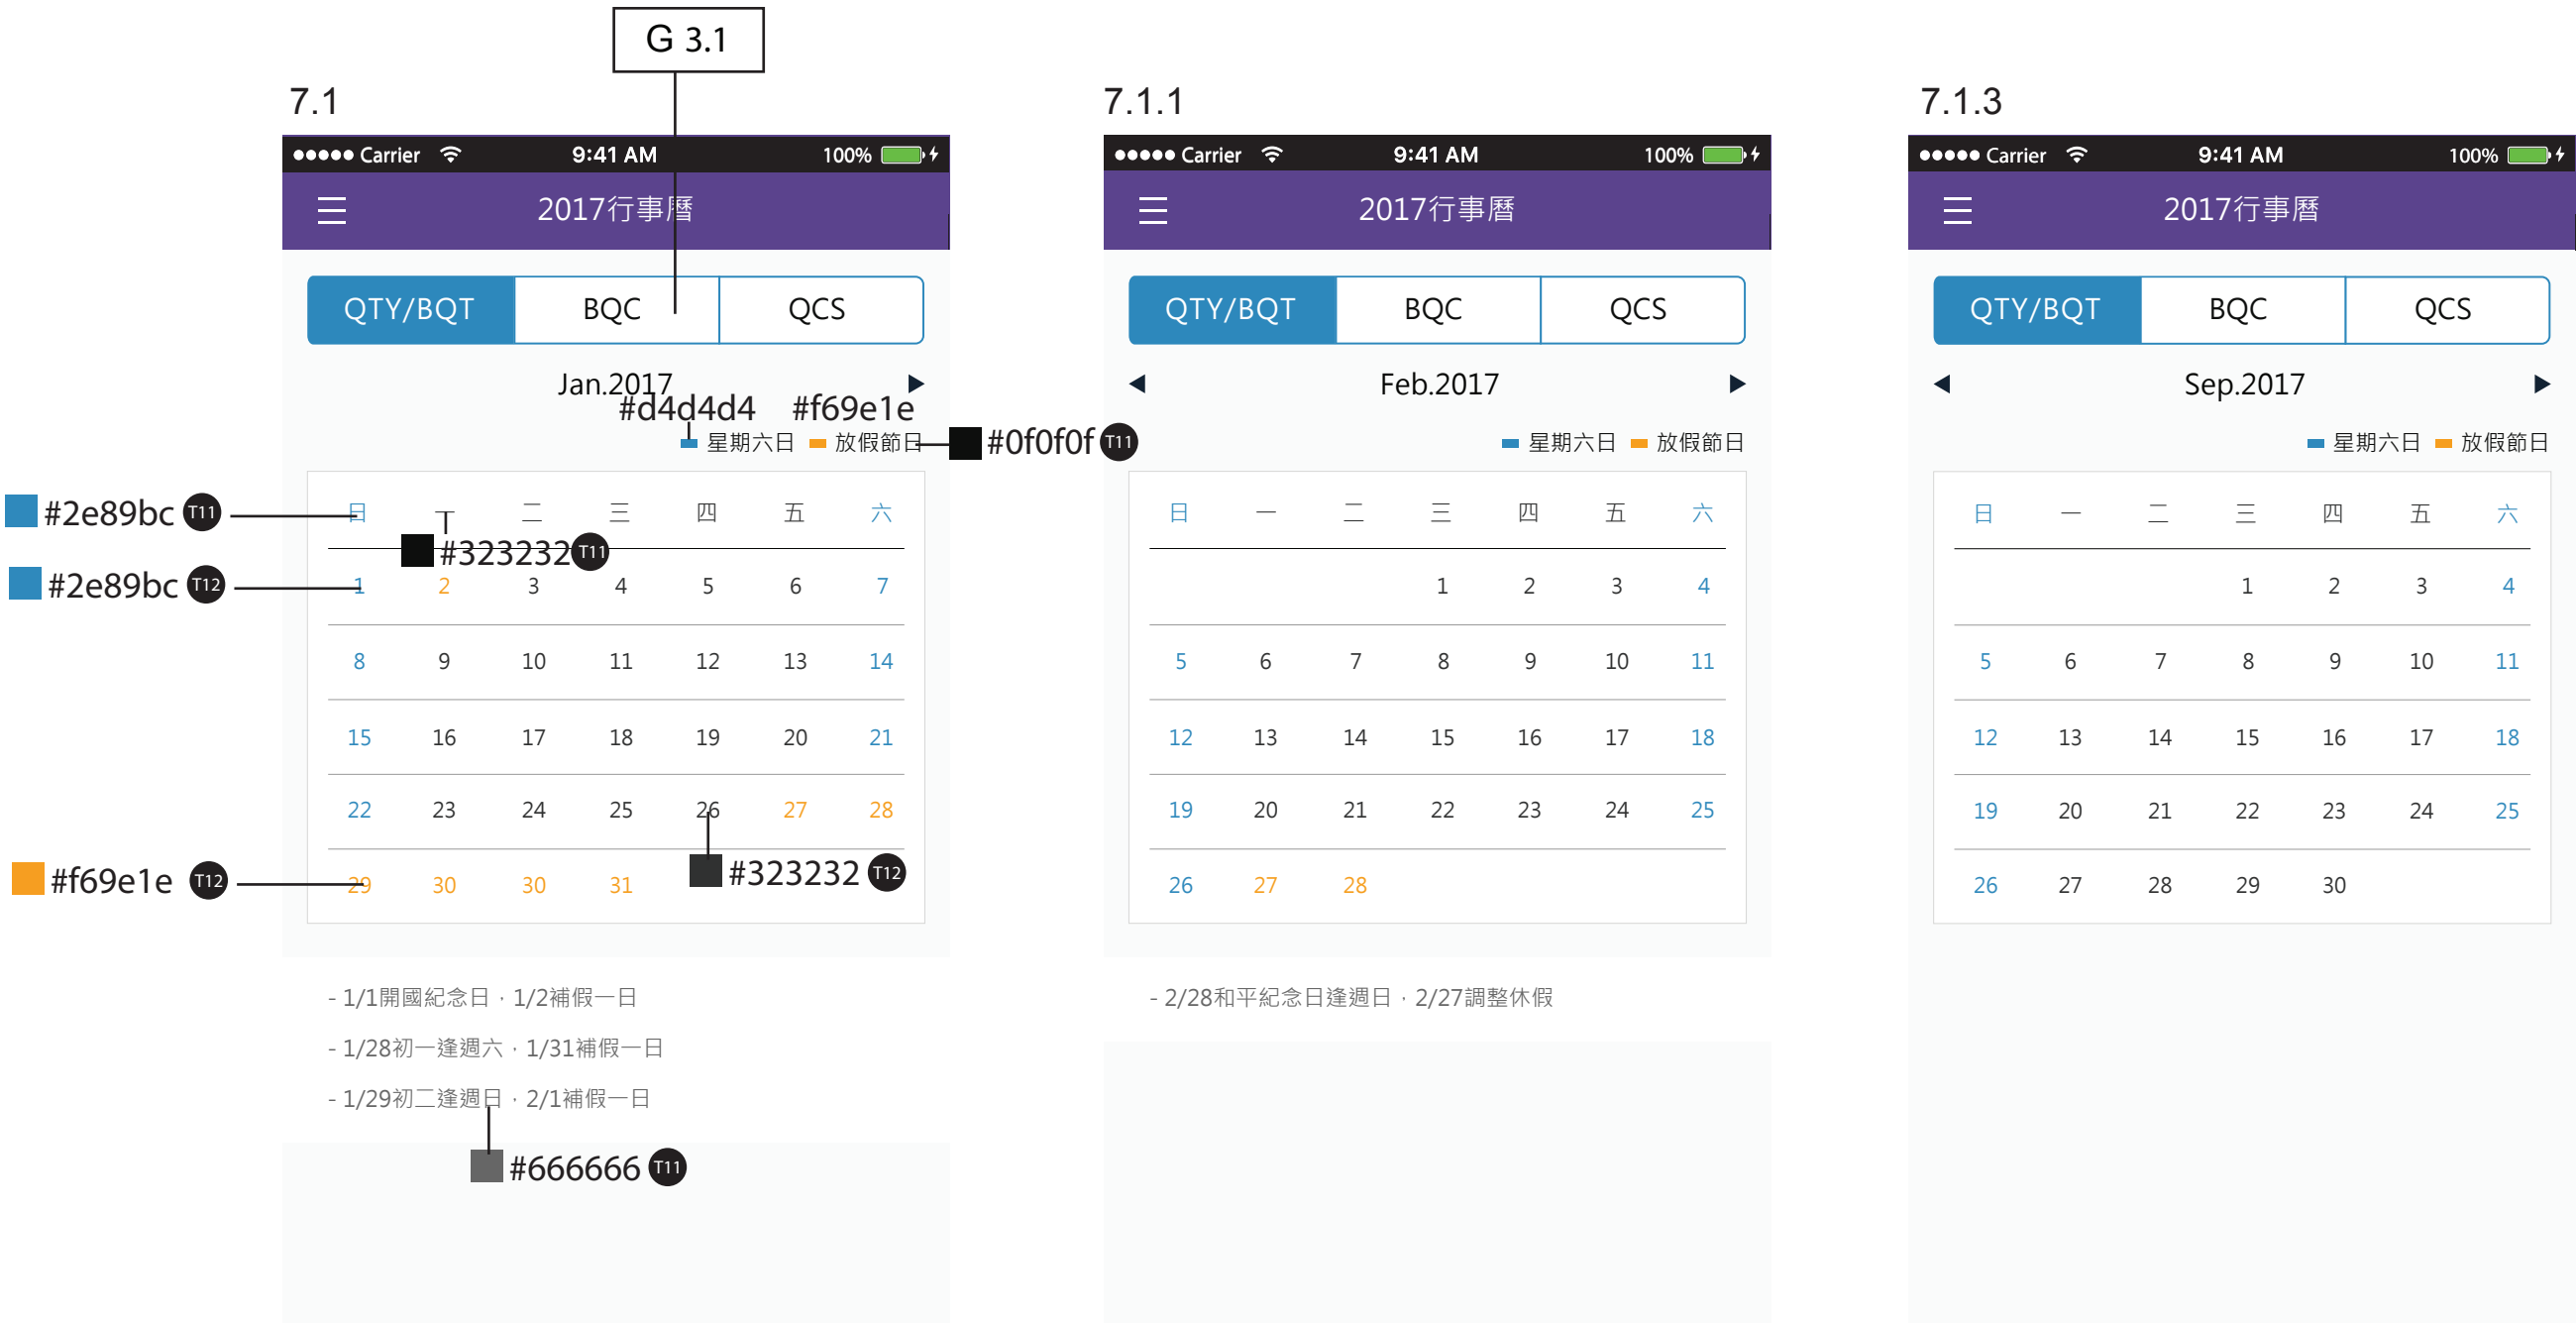 G 3.1
7.1
Carrier 9:41 AM 100%
2017行事曆
QTY/BQT BQC QCS
Jan.2017
#d4d4d4 #f69e1e
星期六日 放假節日
#0f0f0f T11
#2e89bc T11
日 一 二 三 四 五 六
#323232 T11
#2e89bc T12
1 2 3 4 5 6 7
8 9 10 11 12 13 14
15 16 17 18 19 20 21
22 23 24 25 26 27 28
#323232 T12
#f69e1e T12
29 30 30 31
- 1/1開國紀念日，1/2補假一日
- 1/28初一逢週六，1/31補假一日
- 1/29初二逢週日，2/1補假一日
#666666 T11
7.1.1
Carrier 9:41 AM 100%
2017行事曆
QTY/BQT BQC QCS
Feb.2017
星期六日 放假節日
日 一 二 三 四 五 六
1 2 3 4
5 6 7 8 9 10 11
12 13 14 15 16 17 18
19 20 21 22 23 24 25
26 27 28
- 2/28和平紀念日逢週日，2/27調整休假
7.1.3
Carrier 9:41 AM 100%
2017行事曆
QTY/BQT BQC QCS
Sep.2017
星期六日 放假節日
日 一 二 三 四 五 六
1 2 3 4
5 6 7 8 9 10 11
12 13 14 15 16 17 18
19 20 21 22 23 24 25
26 27 28 29 30